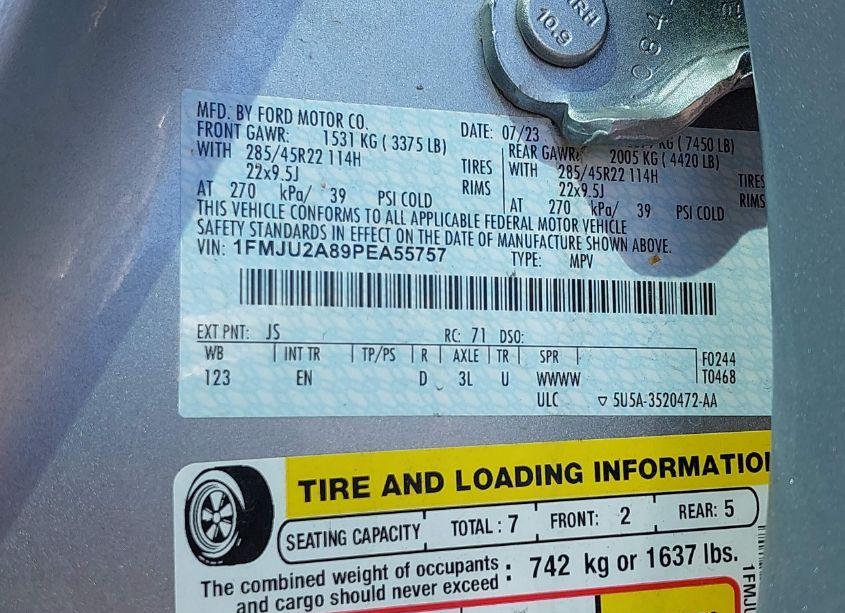 RH
10.9
084
MFD. BY FORD MOTOR CO.
DATE: 07/23
KG (7450 LB)
FRONT GAWR: 1531 KG ( 3375 LB)
REAR GAWR: 2005 KG ( 4420 LB)
WITH 285/45R22 114H TIRES
WITH 285/45R22 114H TIRES
22x9.5J RIMS
22x9.5J RIMS
AT 270 kPa/ 39 PSI COLD
AT 270 kPa/ 39 PSI COLD
THIS VEHICLE CONFORMS TO ALL APPLICABLE FEDERAL MOTOR VEHICLE
SAFETY STANDARDS IN EFFECT ON THE DATE OF MANUFACTURE SHOWN ABOVE.
VIN: 1FMJU2A89PEA55757 TYPE: MPV
EXT PNT: JS RC: 71 DSO:
WB INT TR TP/PS R AXLE TR SPR F0244
123 EN D 3L U WWWW T0468
ULC ▽ 5U5A-3520472-AA
TIRE AND LOADING INFORMATIO
SEATING CAPACITY TOTAL : 7 FRONT: 2 REAR: 5
The combined weight of occupants
and cargo should never exceed : 742 kg or 1637 lbs.
1FMJU